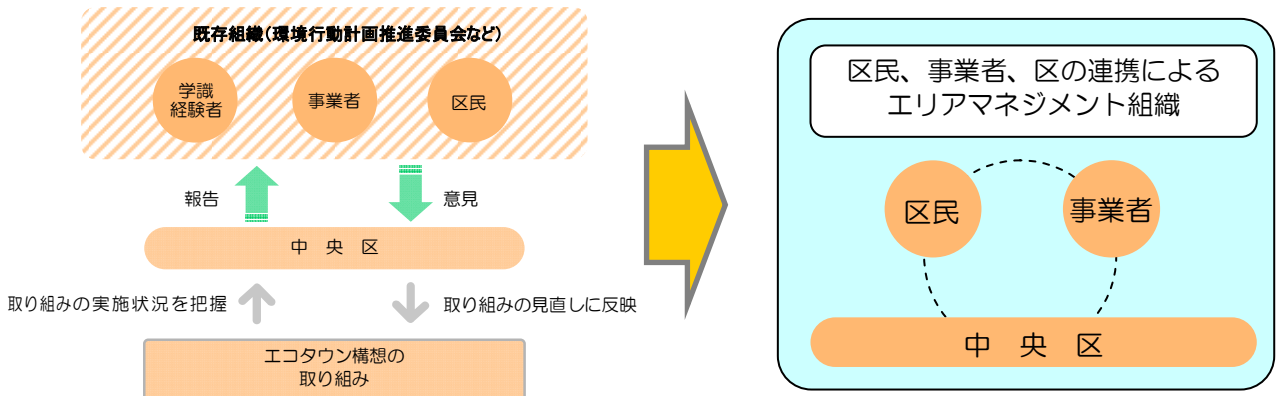 既存組織(環境行動計画推進委員会など)
学識
経験者
事業者
区民
報告
意見
中 央 区
取り組みの実施状況を把握
取り組みの見直しに反映
エコタウン構想の
取り組み
区民、事業者、区の連携による
エリアマネジメント組織
区民
事業者
中 央 区